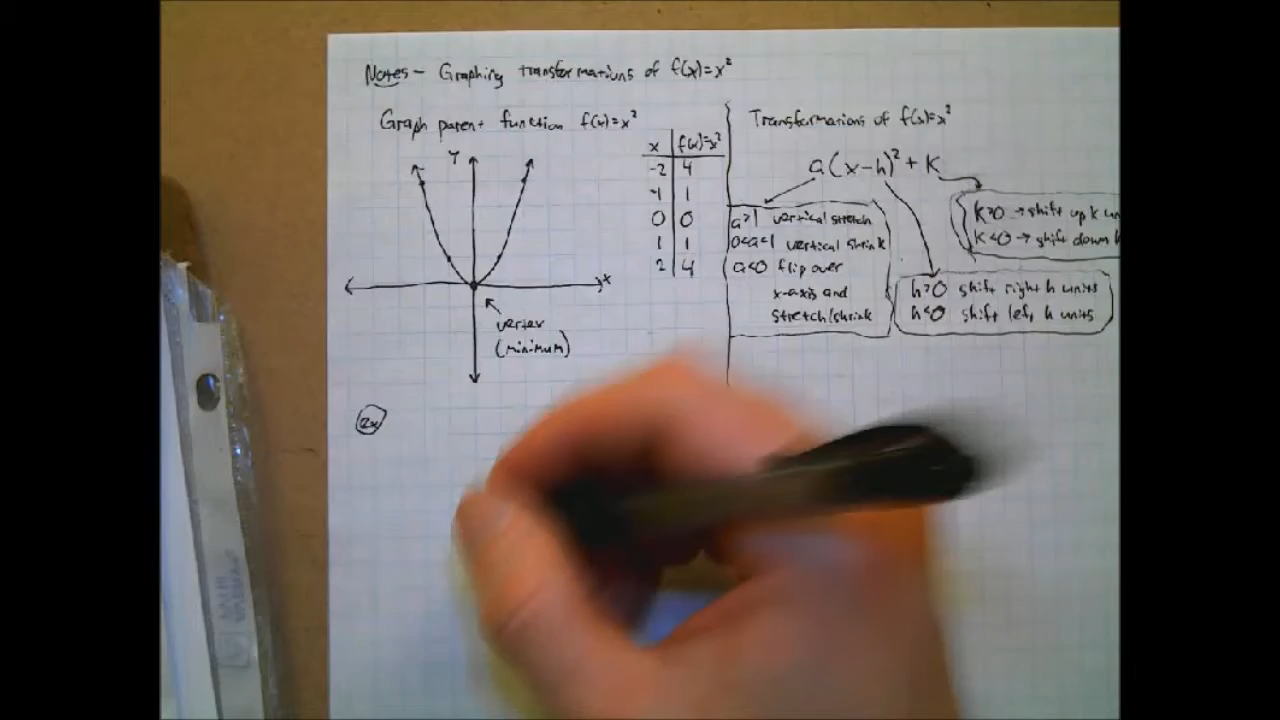 Notes – Graphing transformations of f(x)=x²
Graph parent function f(x)=x²
Y
x
vertex
(minimum)
x f(x)=x²
-2 4
-1 1
0 0
1 1
2 4
Transformations of f(x)=x²
a(x-h)²+K
a>1 vertical stretch
0<a<1 vertical shrink
a<0 flip over
x-axis and
stretch/shrink
K>0 → shift up K un
K<0 → shift down k
h>0 shift right h units
h<0 shift left h units